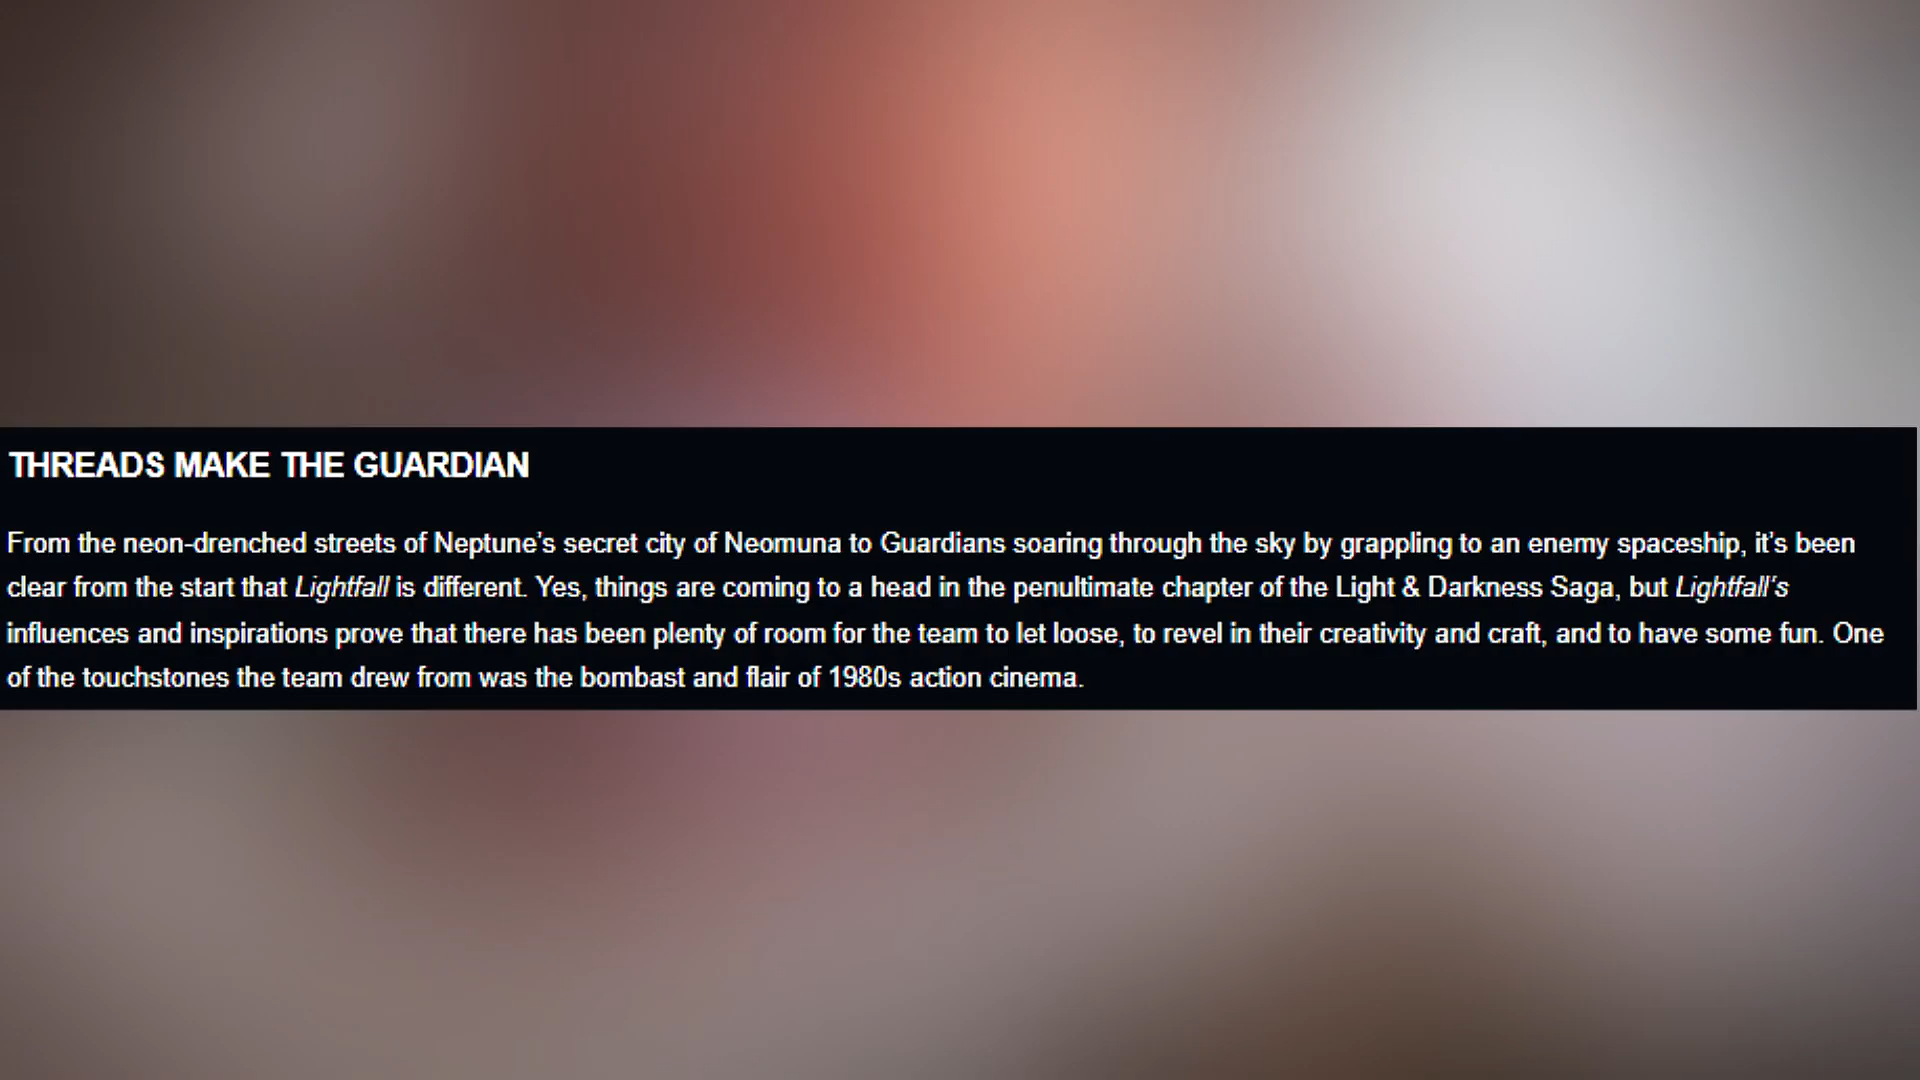 THREADS MAKE THE GUARDIAN
From the neon-drenched streets of Neptune’s secret city of Neomuna to Guardians soaring through the sky by grappling to an enemy spaceship, it’s been
clear from the start that Lightfall is different. Yes, things are coming to a head in the penultimate chapter of the Light & Darkness Saga, but Lightfall’s
influences and inspirations prove that there has been plenty of room for the team to let loose, to revel in their creativity and craft, and to have some fun. One
of the touchstones the team drew from was the bombast and flair of 1980s action cinema.